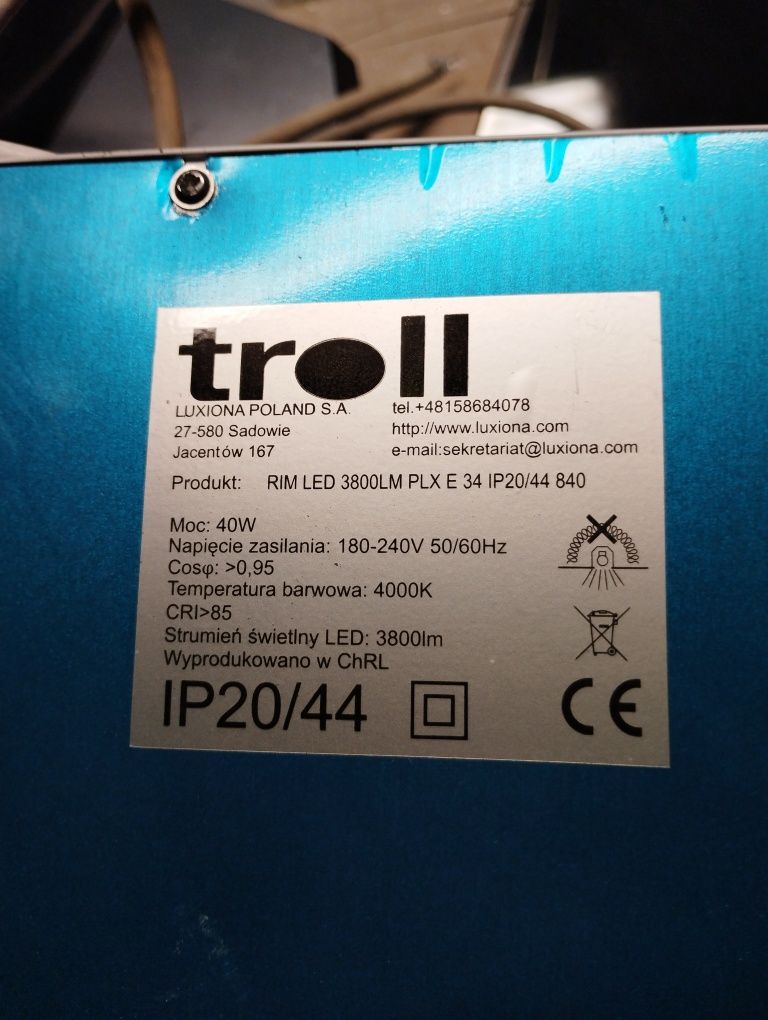 troll
LUXIONA POLAND S.A.
27-580 Sadowie
Jacentów 167
tel.+48158684078
http://www.luxiona.com
e-mail:sekretariat@luxiona.com
Produkt: RIM LED 3800LM PLX E 34 IP20/44 840
Moc: 40W
Napięcie zasilania: 180-240V 50/60Hz
Cosφ: >0,95
Temperatura barwowa: 4000K
CRI>85
Strumień świetlny LED: 3800lm
Wyprodukowano w ChRL
IP20/44
CE